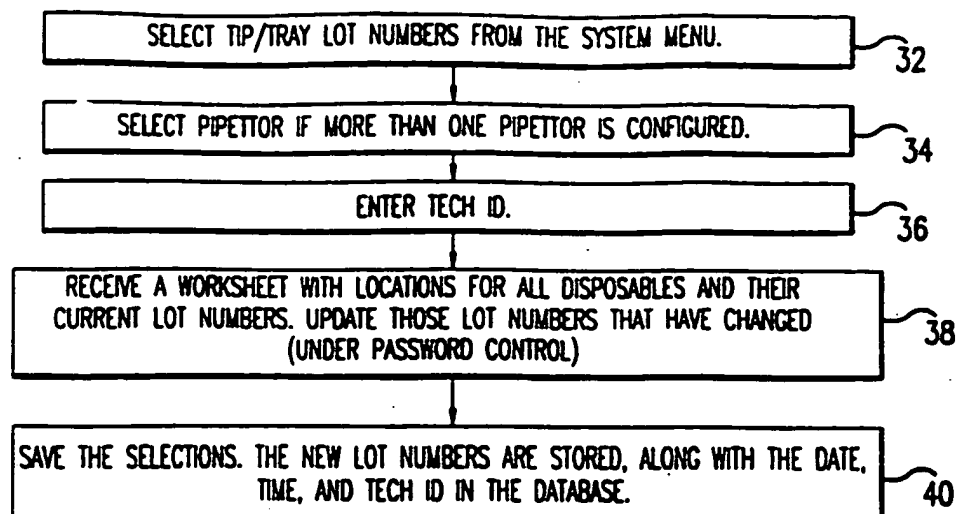 SELECT TIP/TRAY LOT NUMBERS FROM THE SYSTEM MENU.
32
SELECT PIPETTOR IF MORE THAN ONE PIPETTOR IS CONFIGURED.
34
ENTER TECH ID.
36
RECEIVE A WORKSHEET WITH LOCATIONS FOR ALL DISPOSABLES AND THEIR
CURRENT LOT NUMBERS. UPDATE THOSE LOT NUMBERS THAT HAVE CHANGED
(UNDER PASSWORD CONTROL)
38
SAVE THE SELECTIONS. THE NEW LOT NUMBERS ARE STORED, ALONG WITH THE DATE,
TIME, AND TECH ID IN THE DATABASE.
40